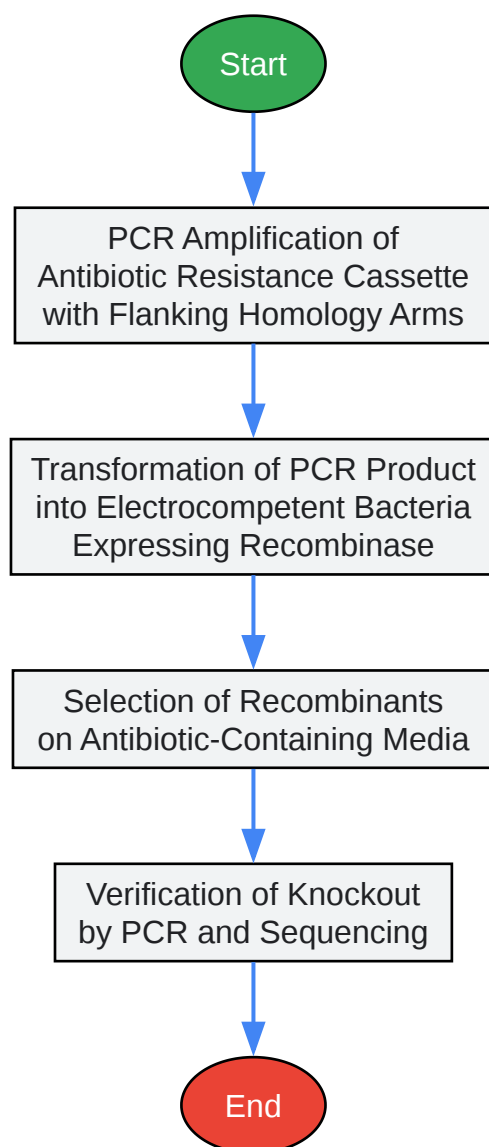 Start
PCR Amplification of
Antibiotic Resistance Cassette
with Flanking Homology Arms
Transformation of PCR Product
into Electrocompetent Bacteria
Expressing Recombinase
Selection of Recombinants
on Antibiotic-Containing Media
Verification of Knockout
by PCR and Sequencing
End